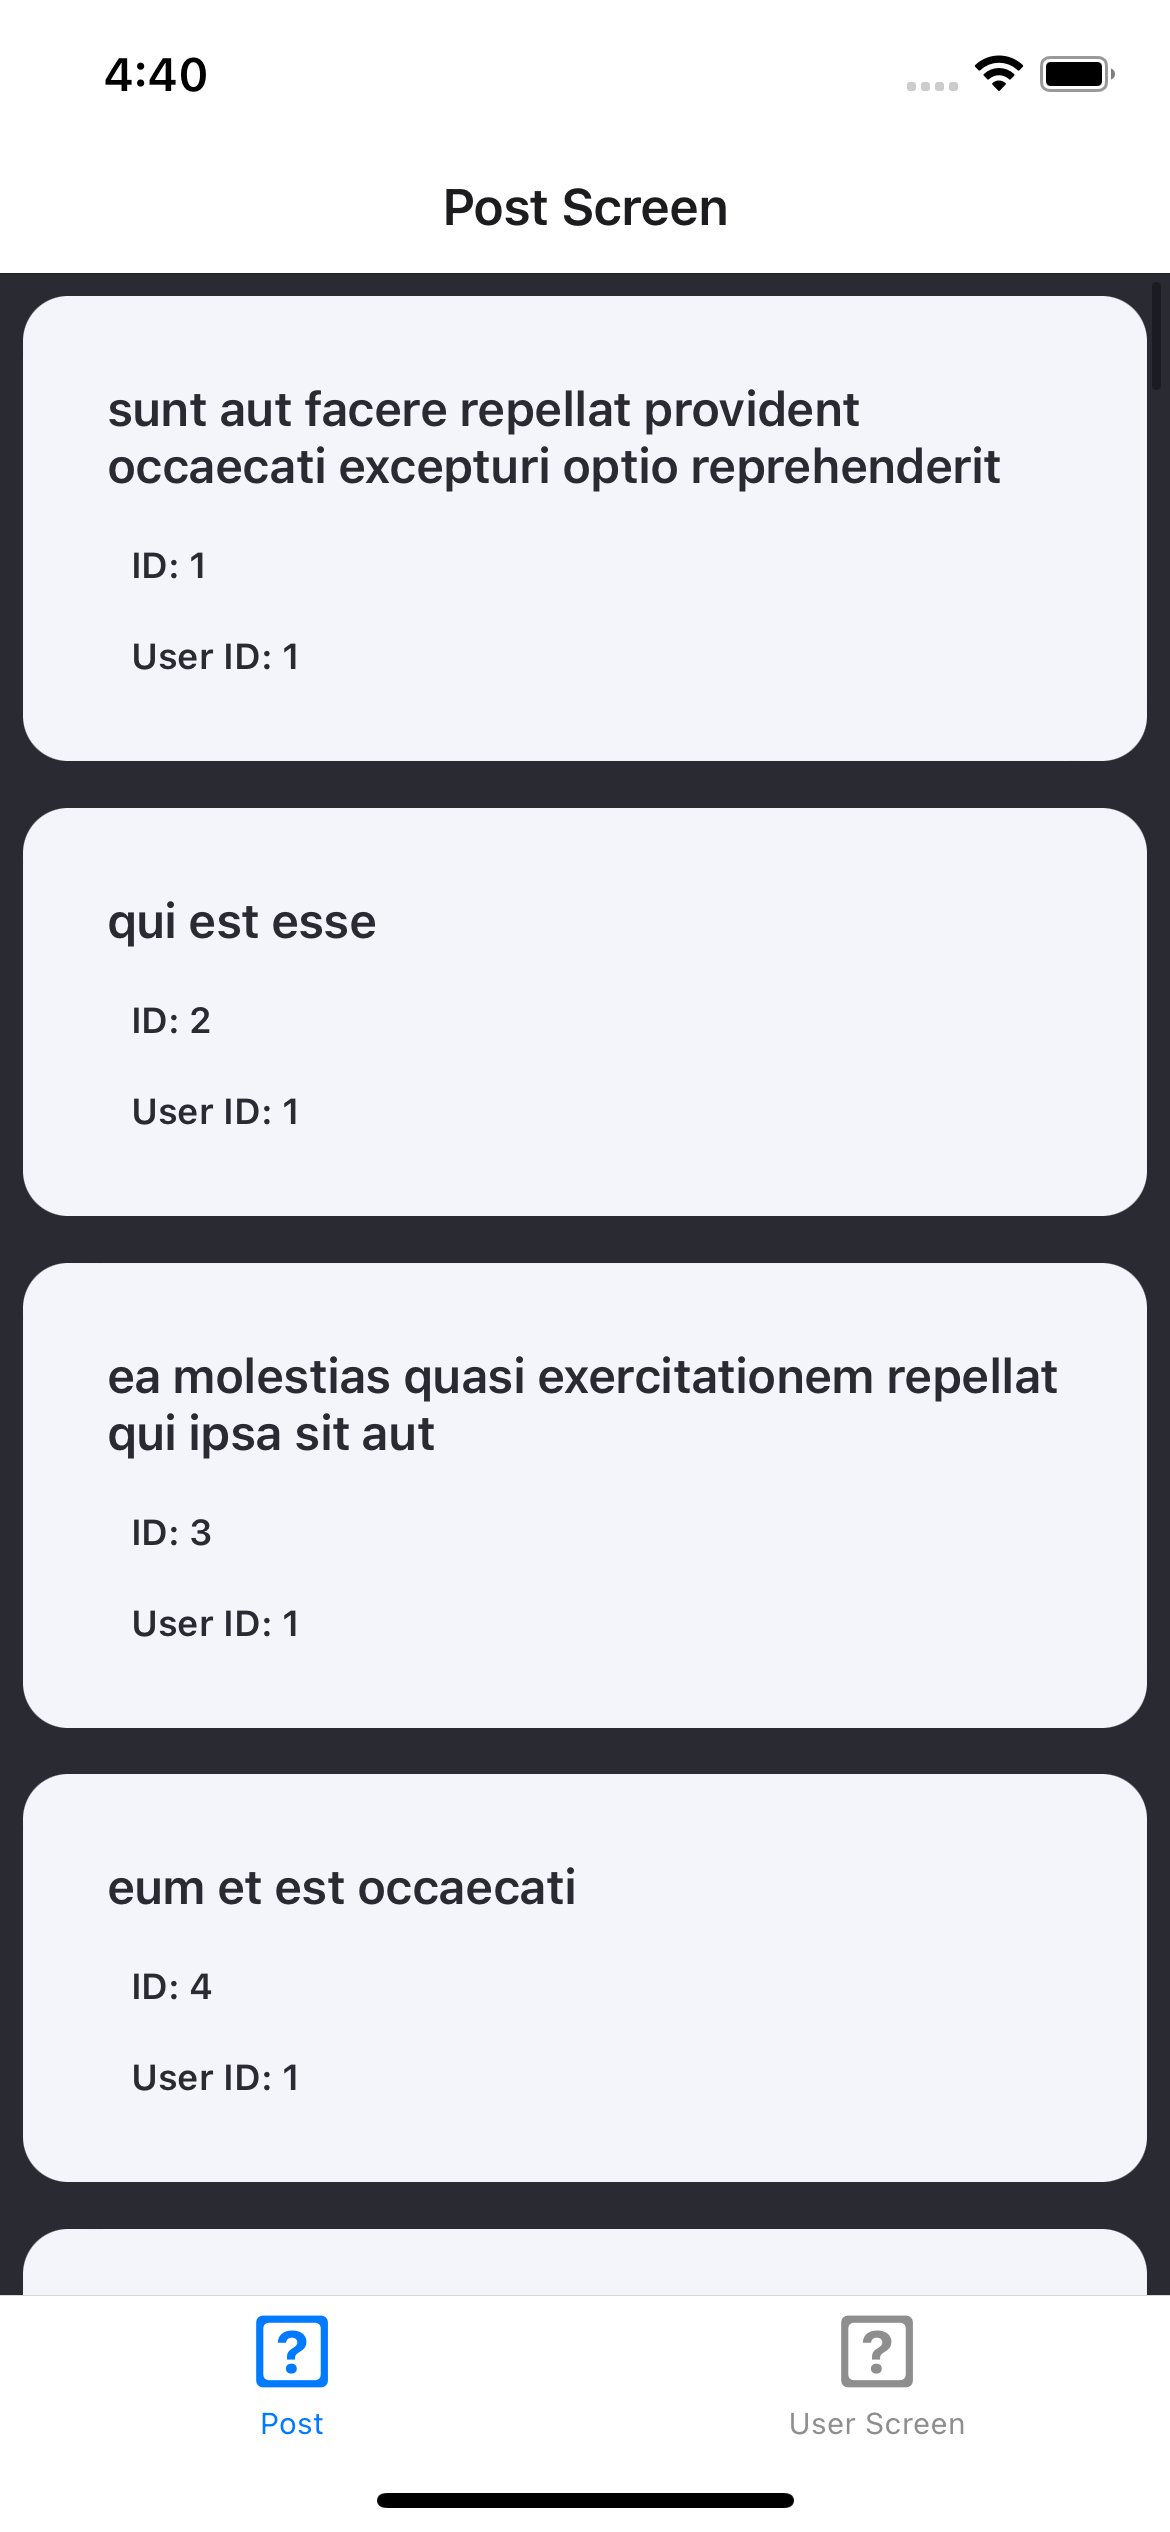 4:40
Post Screen
sunt aut facere repellat provident
occaecati excepturi optio reprehenderit
ID: 1
User ID: 1
qui est esse
ID: 2
User ID: 1
ea molestias quasi exercitationem repellat
qui ipsa sit aut
ID: 3
User ID: 1
eum et est occaecati
ID: 4
User ID: 1
? ?
Post User Screen